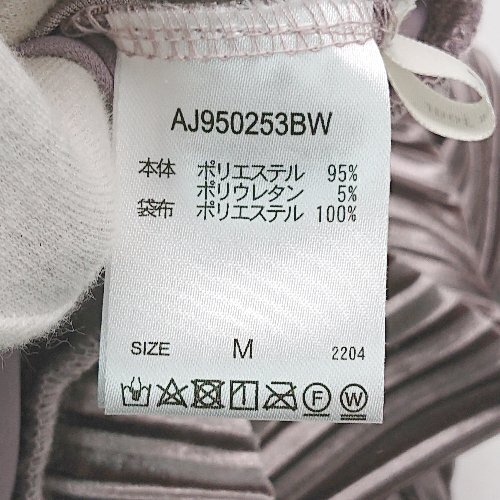 AJ950253BW
本体 ポリエステル 95%
ポリウレタン 5%
袋布 ポリエステル 100%
SIZE M 2204
F W